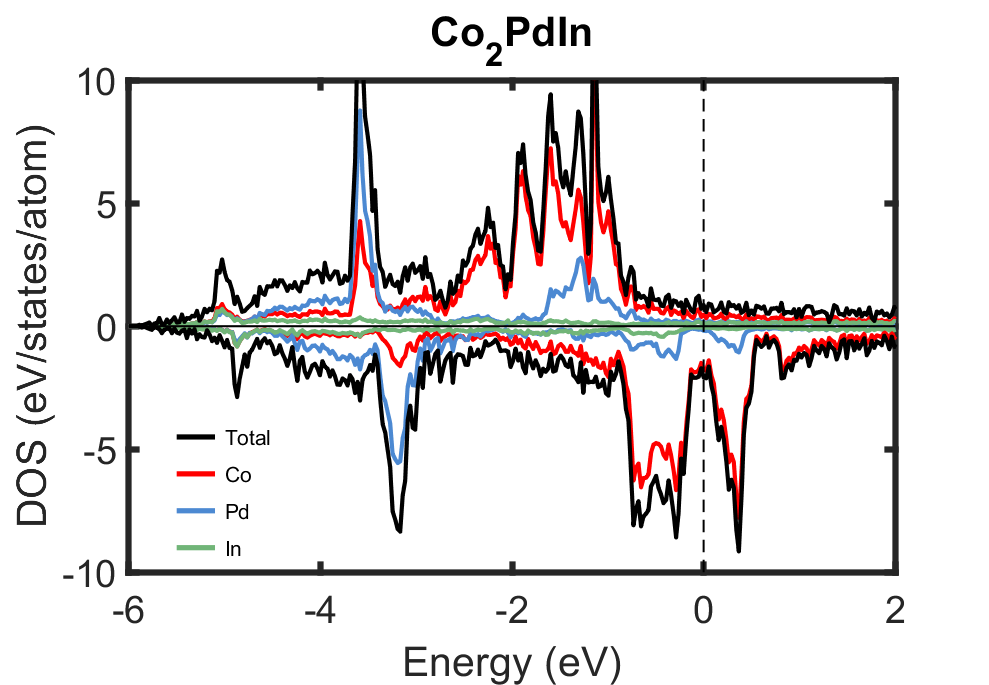 Co2PdIn
10
5
0
-5
-10
DOS (eV/states/atom)
Total
Co
Pd
In
-6 -4 -2 0 2
Energy (eV)